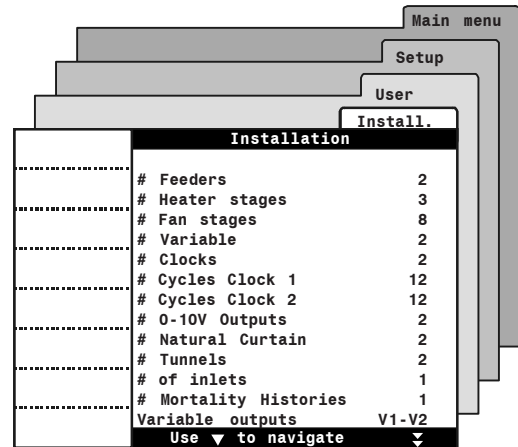 Main menu
Setup
User
Install.
Installation
# Feeders 2
# Heater stages 3
# Fan stages 8
# Variable 2
# Clocks 2
# Cycles Clock 1 12
# Cycles Clock 2 12
# 0-10V Outputs 2
# Natural Curtain 2
# Tunnels 2
# of inlets 1
# Mortality Histories 1
Variable outputs V1-V2
Use ▼ to navigate